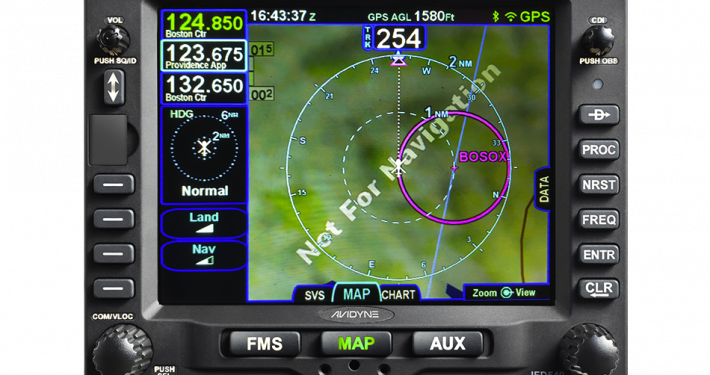 VOL
PUSH SQ/ID
124.850
Boston Ctr
123.675
Providence App
132.650
Boston Ctr
16:43:37 Z
GPS AGL 1580Ft
GPS
CDI
PUSH OBS
TRK 254
HDG
6NM
2NM
Normal
Land
Nav
015
002
24
W
2 NM
30
21
1 NM
33
S
BOSOX
N
15
12
3
E
6
Not For Navigation
DATA
SVS MAP CHART
Zoom View
D
PROC
NRST
FREQ
ENTR
CLR
COM/VLOC
AVIDYNE
FMS MAP AUX
PUSH